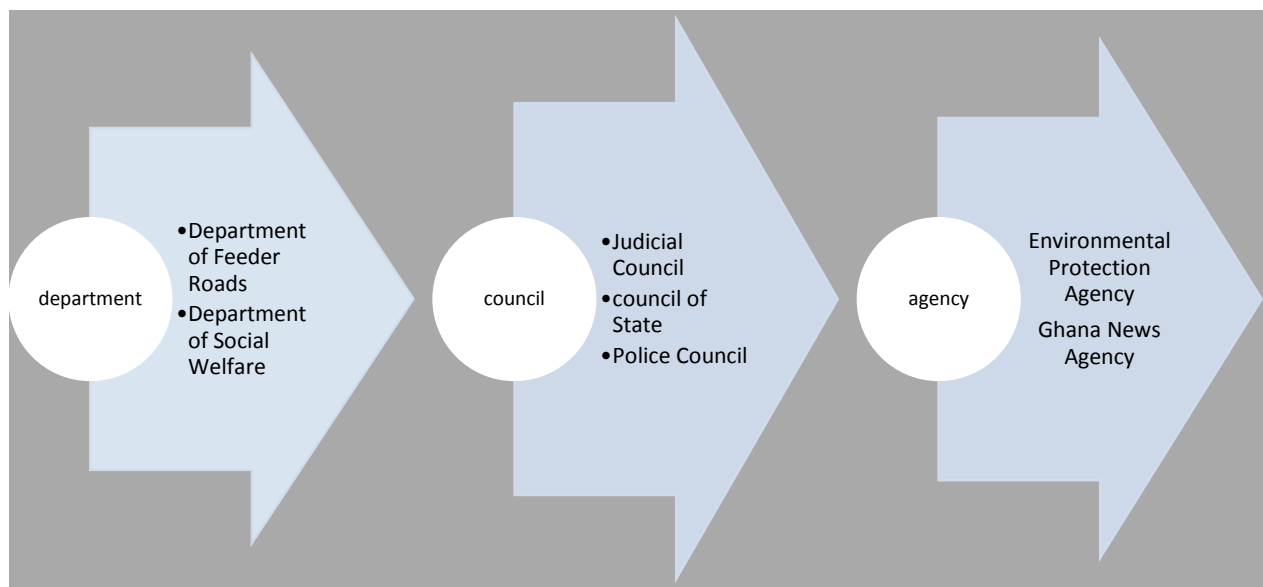 department
•Department
of Feeder
Roads
•Department
of Social
Welfare
council
•Judicial
Council
•council of
State
•Police Council
agency
Environmental
Protection
Agency
Ghana News
Agency